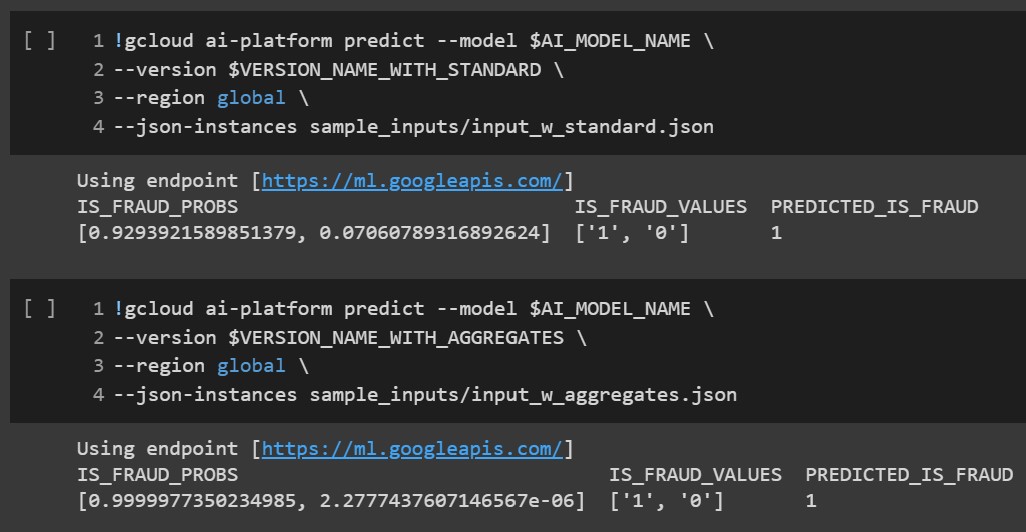 [ ] 1 !gcloud ai-platform predict --model $AI_MODEL_NAME \
2 --version $VERSION_NAME_WITH_STANDARD \
3 --region global \
4 --json-instances sample_inputs/input_w_standard.json
Using endpoint [https://ml.googleapis.com/]
IS_FRAUD_PROBS IS_FRAUD_VALUES PREDICTED_IS_FRAUD
[0.9293921589851379, 0.07060789316892624] ['1', '0'] 1
[ ] 1 !gcloud ai-platform predict --model $AI_MODEL_NAME \
2 --version $VERSION_NAME_WITH_AGGREGATES \
3 --region global \
4 --json-instances sample_inputs/input_w_aggregates.json
Using endpoint [https://ml.googleapis.com/]
IS_FRAUD_PROBS IS_FRAUD_VALUES PREDICTED_IS_FRAUD
[0.9999977350234985, 2.2777437607146567e-06] ['1', '0'] 1